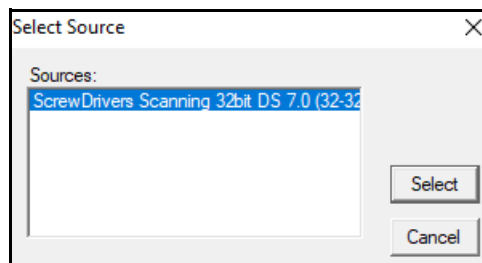 Select Source
Sources:
ScrewDrivers Scanning 32bit DS 7.0 (32-32
Select
Cancel